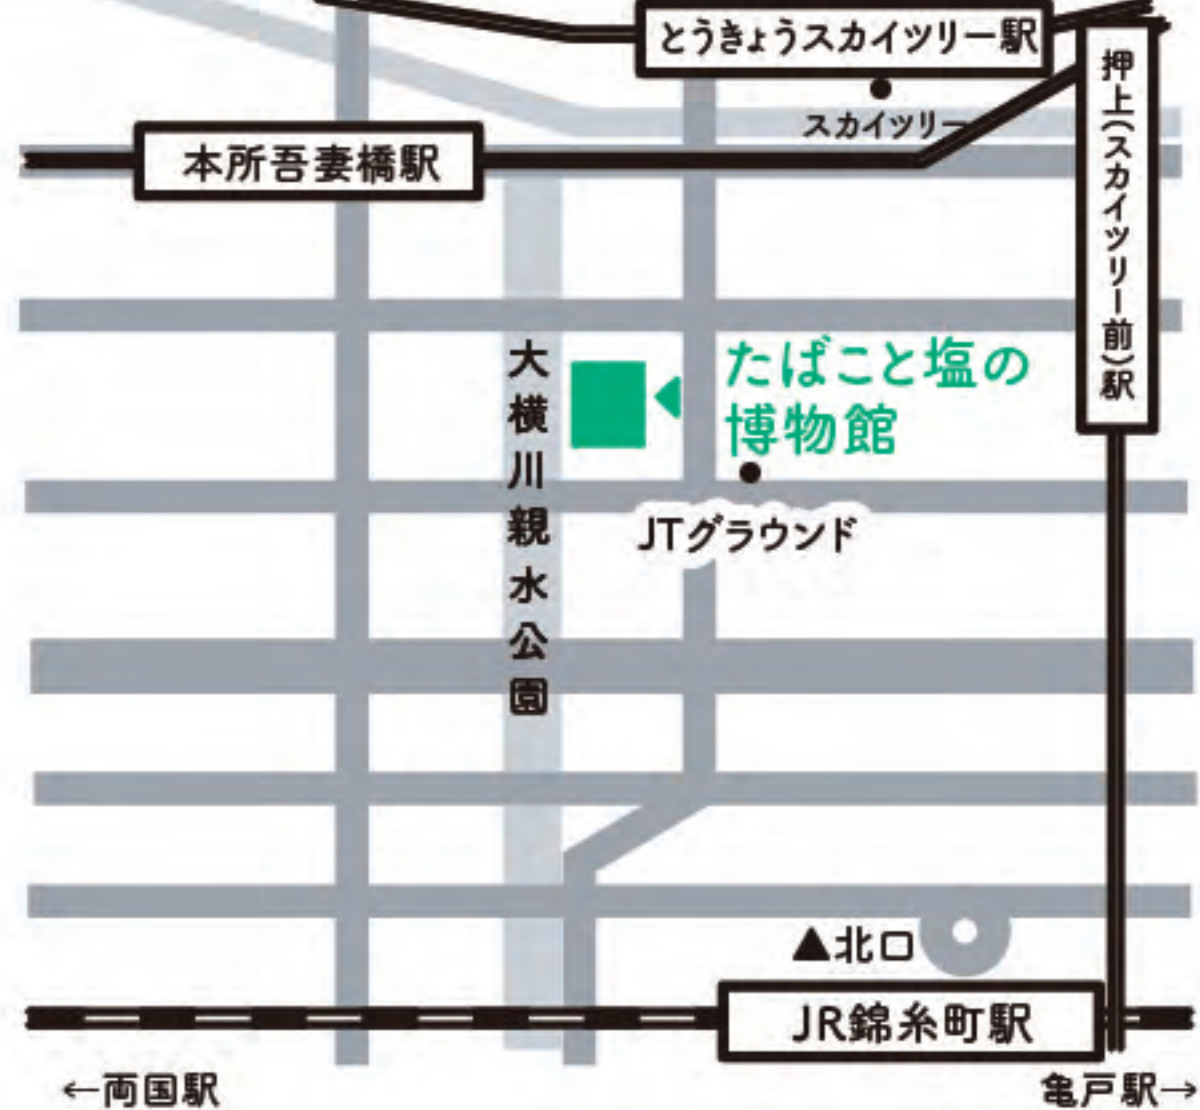 とうきょうスカイツリー駅
スカイツリー
押上(スカイツリー前)駅
本所吾妻橋駅
大横川親水公園
たばこと塩の
博物館
JTグラウンド
▲北口
JR錦糸町駅
←両国駅
亀戸駅→